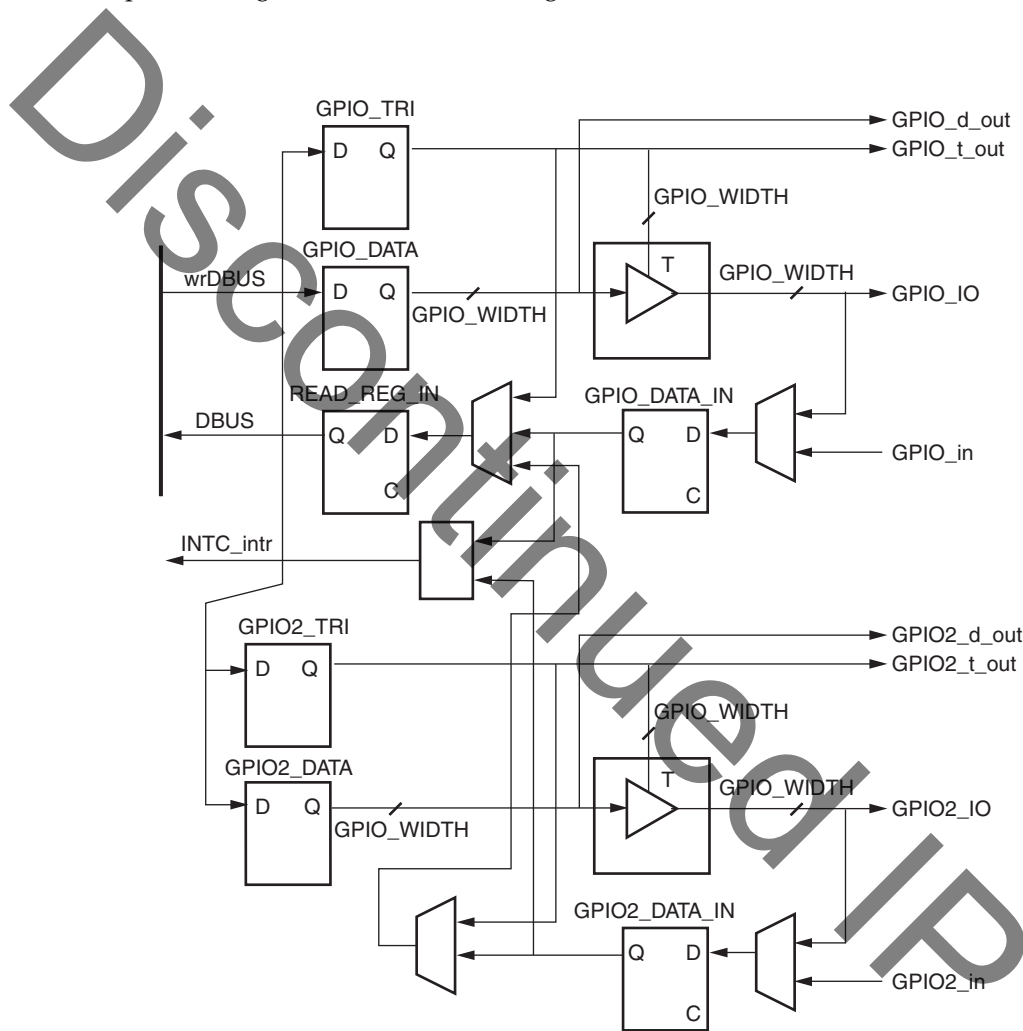 GPIO_TRI
D Q
GPIO_d_out
GPIO_t_out
GPIO_WIDTH
GPIO_DATA
wrDBUS
D Q
GPIO_WIDTH
T
GPIO_WIDTH
GPIO_IO
READ_REG_IN
DBUS
Q D
C
GPIO_DATA_IN
Q D
C
GPIO_in
INTC_intr
GPIO2_TRI
D Q
GPIO2_d_out
GPIO2_t_out
GPIO_WIDTH
GPIO2_DATA
D Q
GPIO_WIDTH
T
GPIO_WIDTH
GPIO2_IO
GPIO2_DATA_IN
Q D
C
GPIO2_in
Discontinued IP